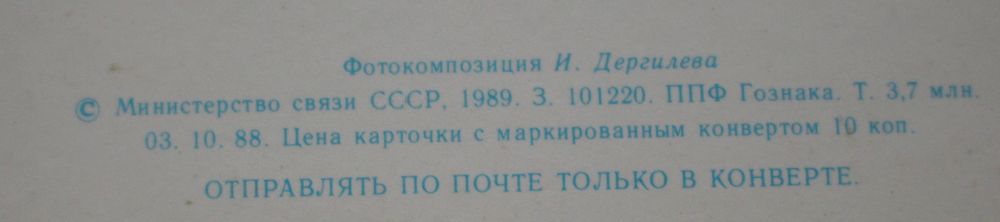 Фотокомпозиция И. Дергилева
© Министерство связи СССР, 1989. З. 101220. ППФ Гознака. Т. 3,7 млн.
03. 10. 88. Цена карточки с маркированным конвертом 10 коп.
ОТПРАВЛЯТЬ ПО ПОЧТЕ ТОЛЬКО В КОНВЕРТЕ.